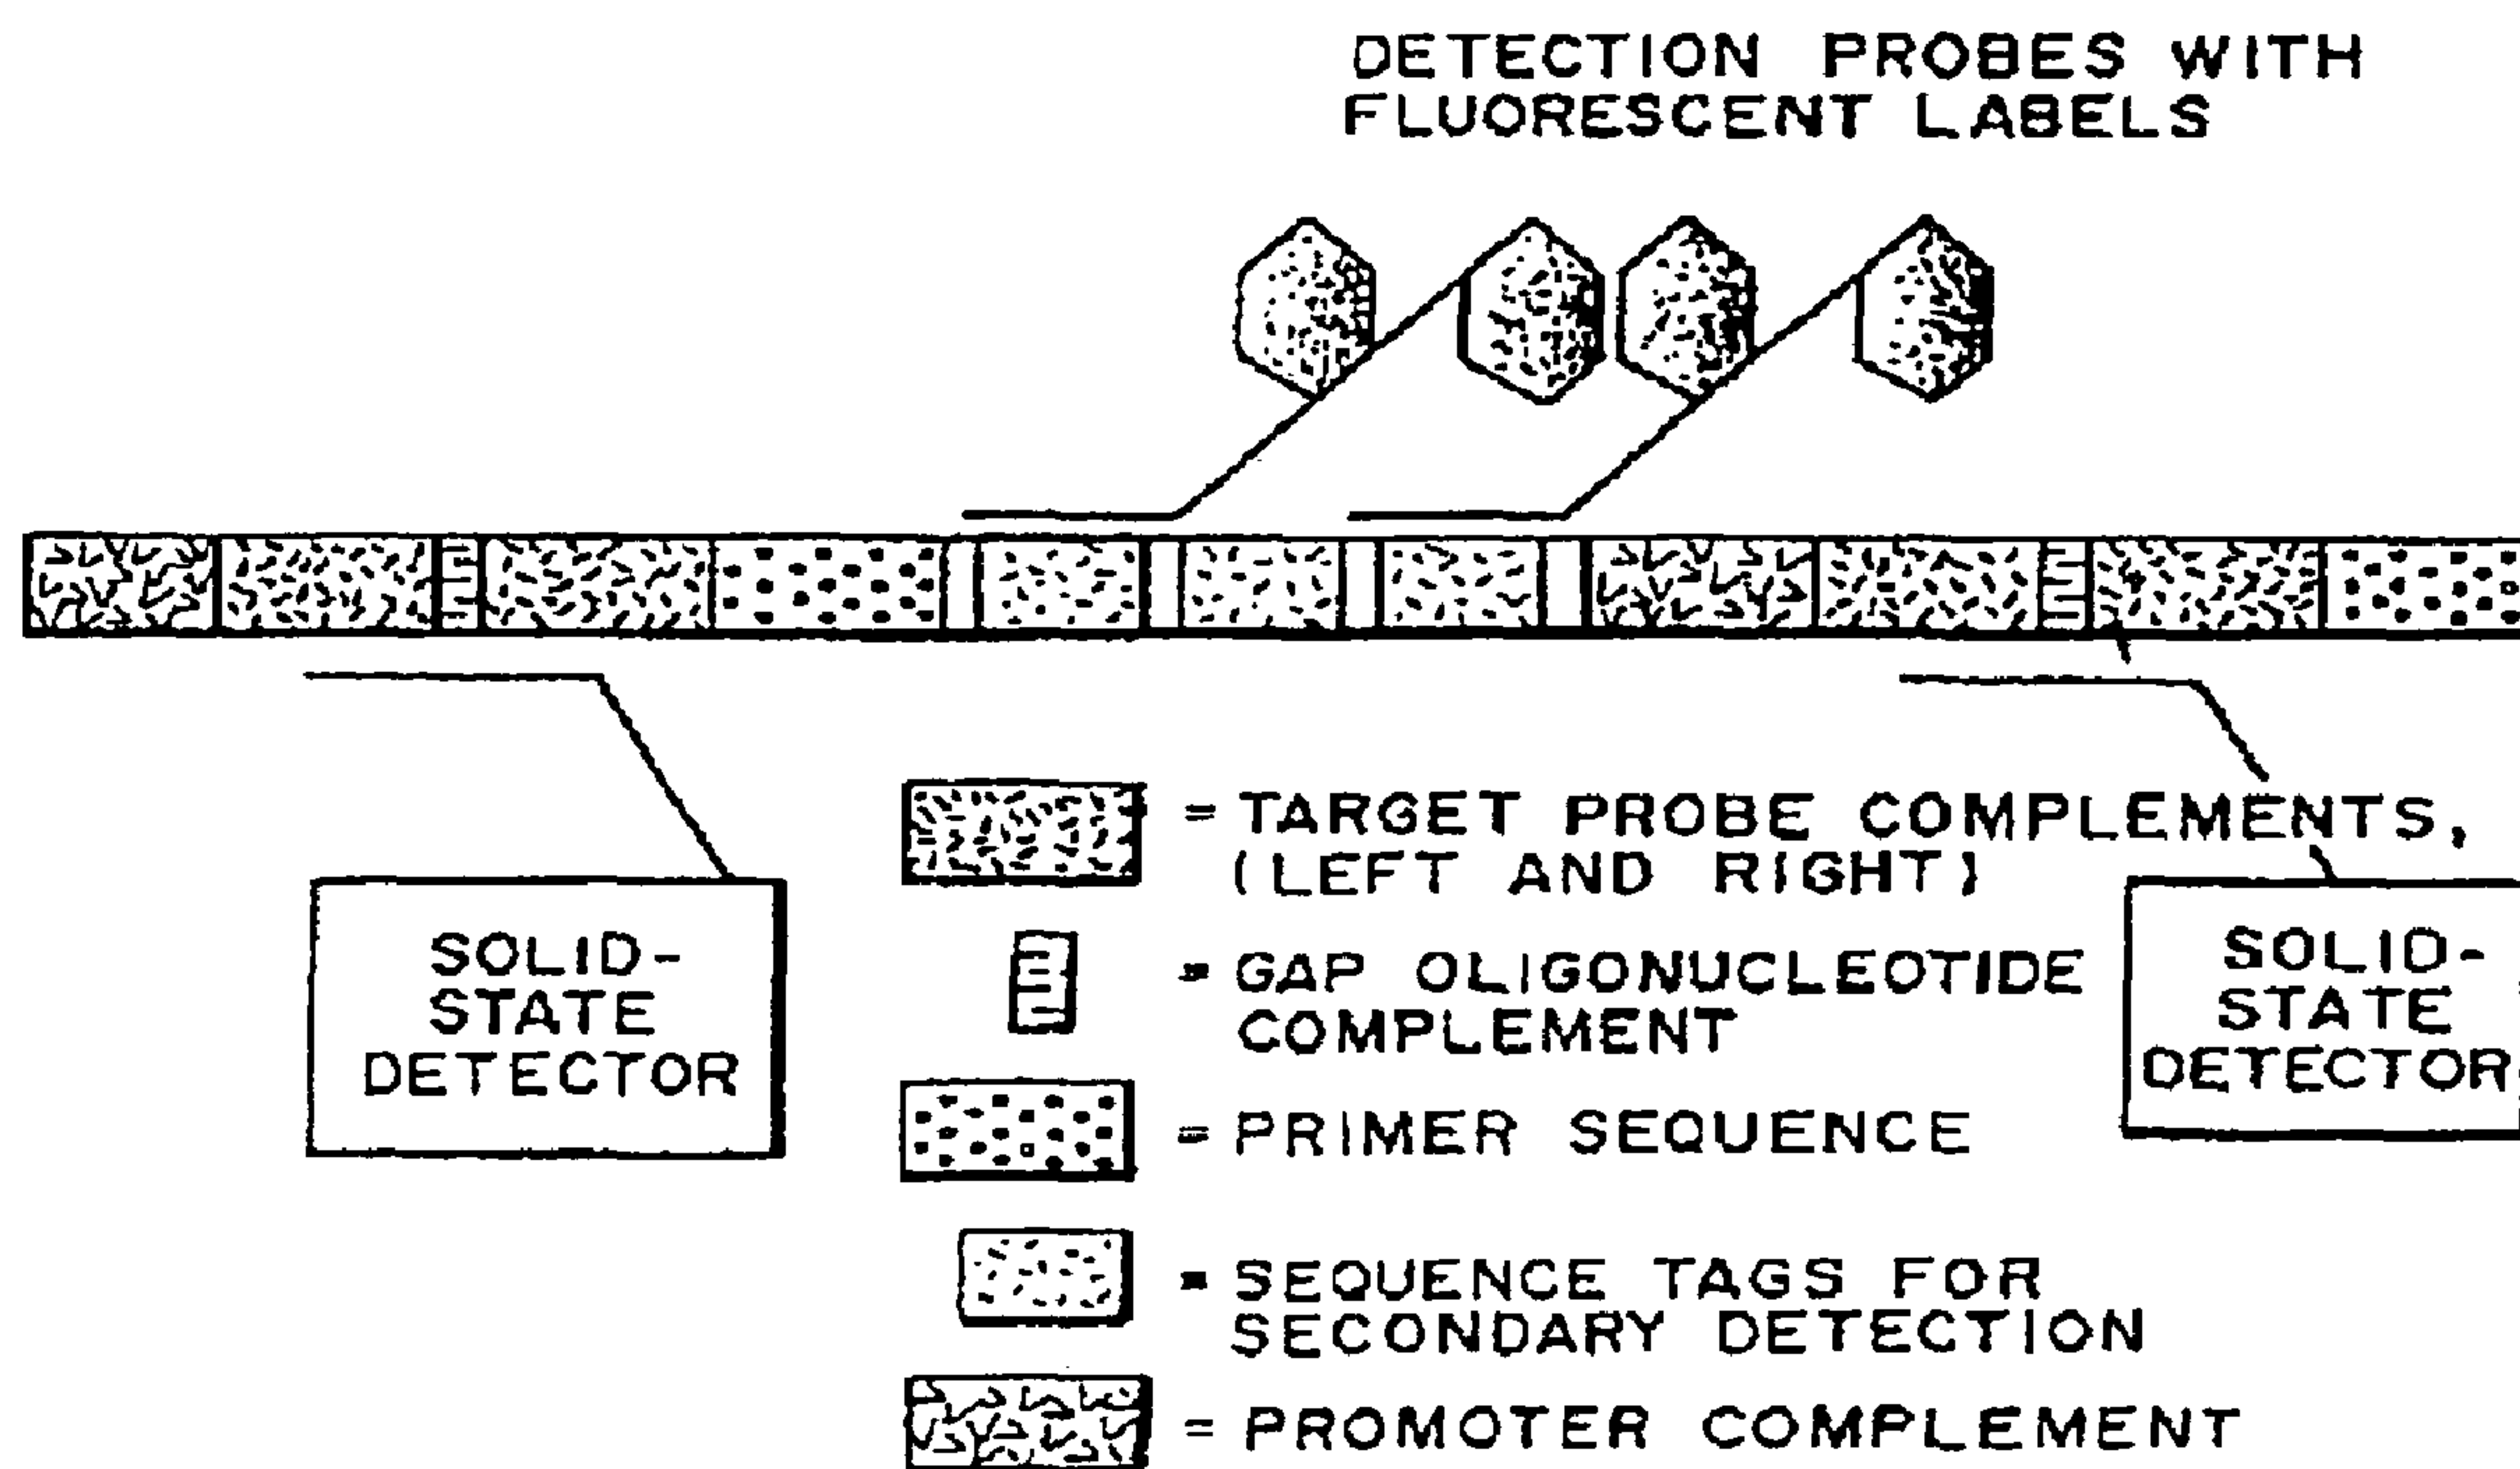 DETECTION PROBES WITH
FLUORESCENT LABELS
= TARGET PROBE COMPLEMENTS,
(LEFT AND RIGHT)
SOLID-
STATE
DETECTOR
= GAP OLIGONUCLEOTIDE
COMPLEMENT
SOLID-
STATE
DETECTOR
= PRIMER SEQUENCE
= SEQUENCE TAGS FOR
SECONDARY DETECTION
= PROMOTER COMPLEMENT